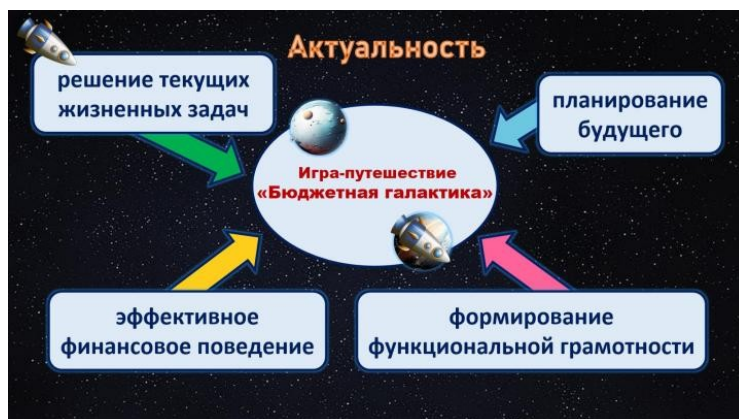 Актуальность
решение текущих
жизненных задач
планирование
будущего
Игра-путешествие
«Бюджетная галактика»
эффективное
финансовое поведение
формирование
функциональной грамотности